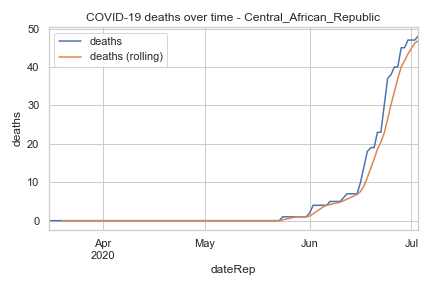 COVID-19 deaths over time - Central_African_Republic
deaths
deaths (rolling)
50
40
30
20
10
0
deaths
Apr
2020
May
Jun
Jul
dateRep